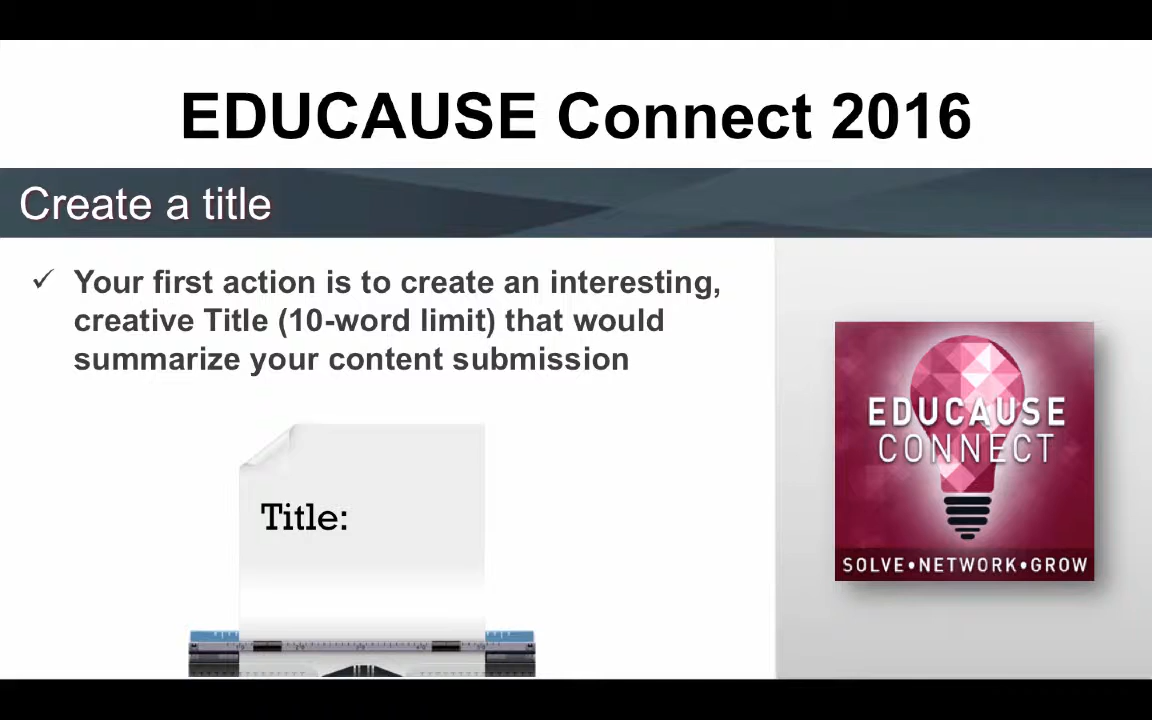 EDUCAUSE Connect 2016
Create a title
✓ Your first action is to create an interesting,
creative Title (10-word limit) that would
summarize your content submission
EDUCAUSE
CONNECT
Title:
SOLVE•NETWORK•GROW